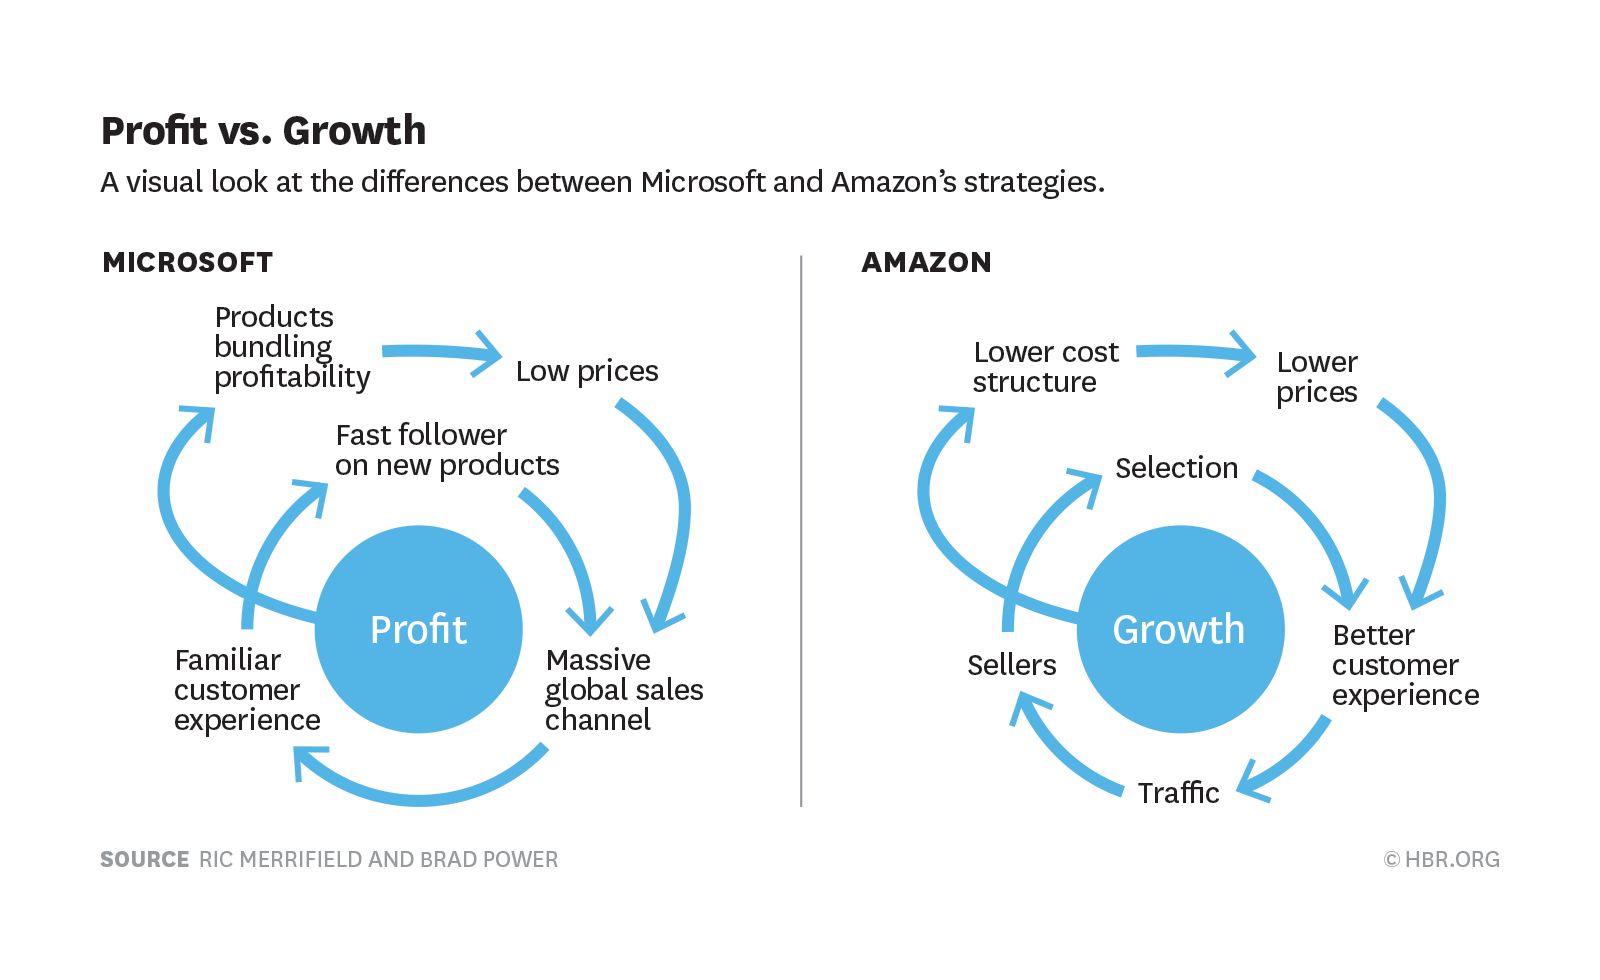 Profit vs. Growth
A visual look at the differences between Microsoft and Amazon’s strategies.
MICROSOFT
Products
bundling
profitability
Low prices
Fast follower
on new products
Profit
Familiar
customer
experience
Massive
global sales
channel
AMAZON
Lower cost
structure
Lower
prices
Selection
Growth
Sellers
Better
customer
experience
Traffic
SOURCE RIC MERRIFIELD AND BRAD POWER
© HBR.ORG